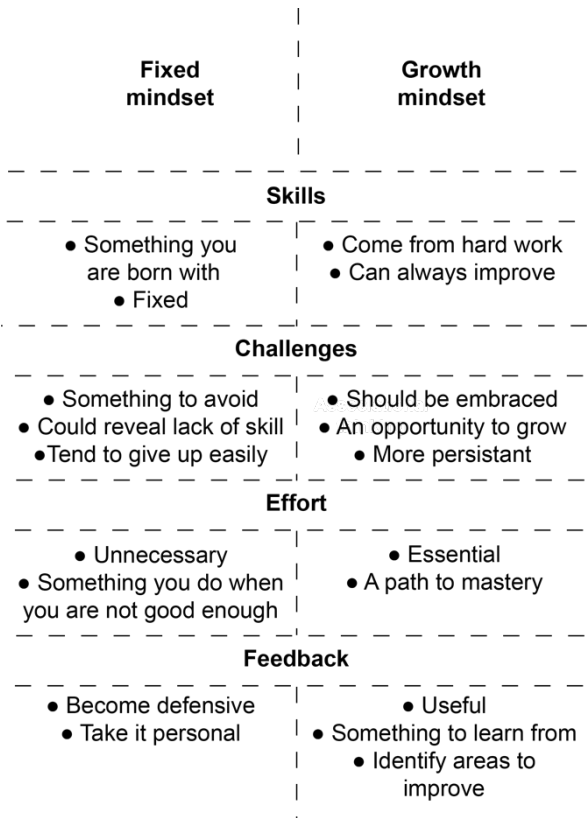 Fixed
mindset
Growth
mindset
Skills
● Something you
are born with
● Fixed
● Come from hard work
● Can always improve
Challenges
● Something to avoid
● Could reveal lack of skill
●Tend to give up easily
● Should be embraced
● An opportunity to grow
● More persistant
Effort
● Unnecessary
● Something you do when
you are not good enough
● Essential
● A path to mastery
Feedback
● Become defensive
● Take it personal
● Useful
● Something to learn from
● Identify areas to
improve